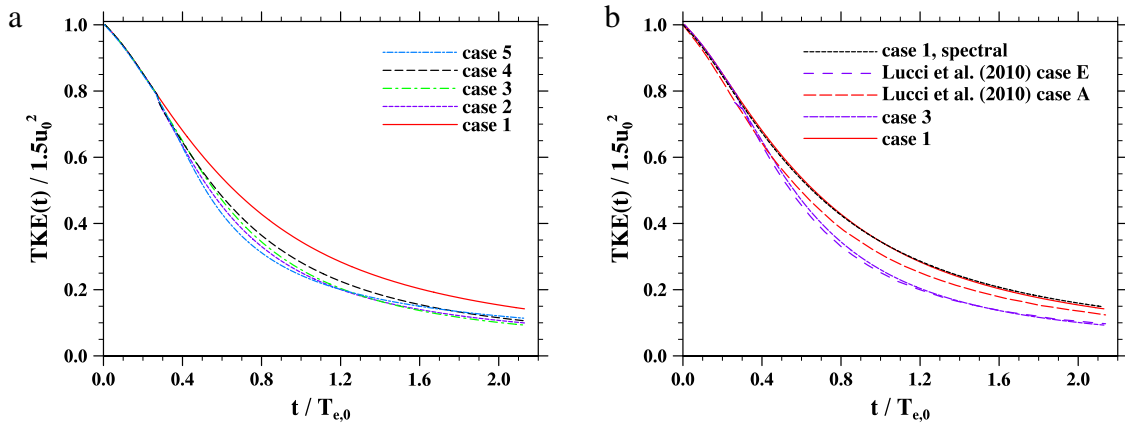 a
TKE(t) / 1.5u₀²
1.0
0.8
0.6
0.4
0.2
0.0
0.0 0.4 0.8 1.2 1.6 2.0
t / Tₑ,₀
case 5
case 4
case 3
case 2
case 1
b
TKE(t) / 1.5u₀²
1.0
0.8
0.6
0.4
0.2
0.0
0.0 0.4 0.8 1.2 1.6 2.0
t / Tₑ,₀
case 1, spectral
Lucci et al. (2010) case E
Lucci et al. (2010) case A
case 3
case 1